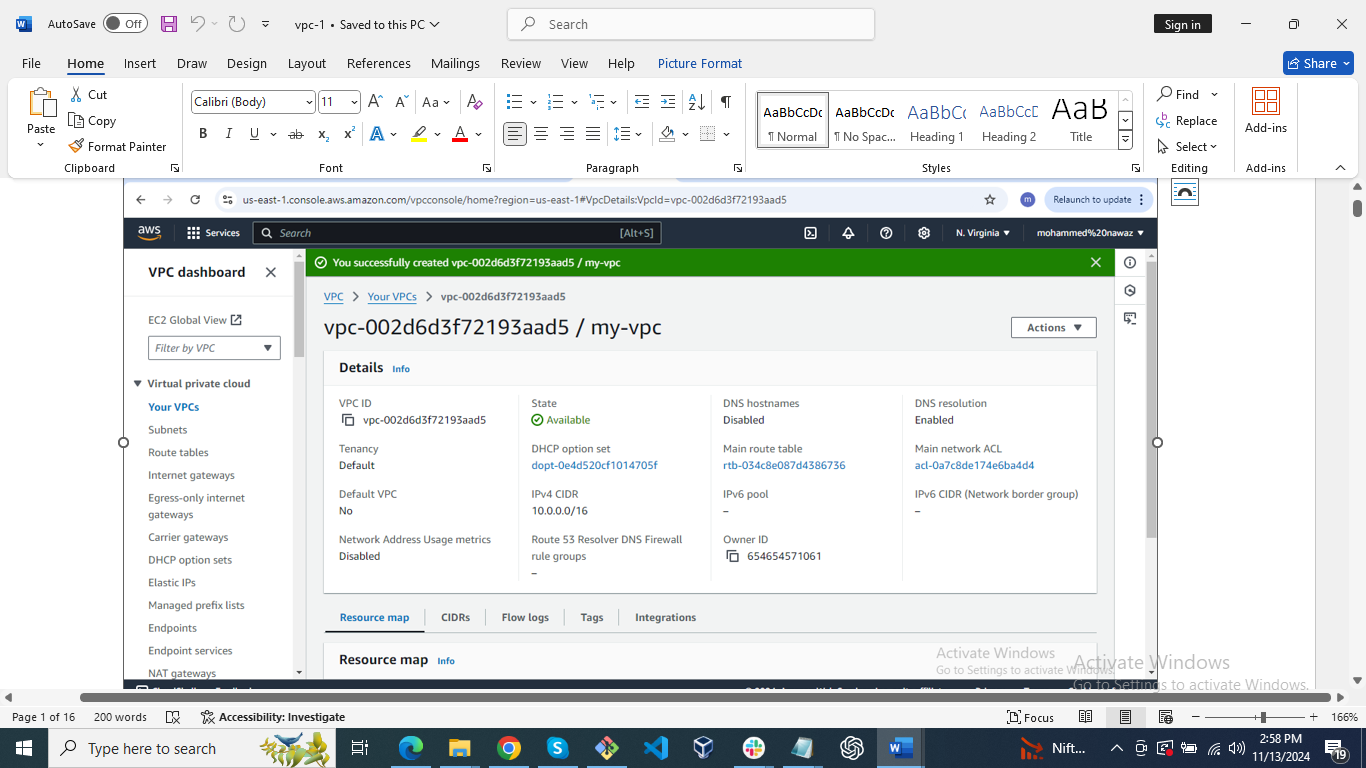 AutoSave Off vpc-1 • Saved to this PC Search Sign in
File Home Insert Draw Design Layout References Mailings Review View Help Picture Format Share
Paste Cut Copy Format Painter Clipboard
Calibri (Body) 11 Font
Paragraph
AaBbCcDc ¶ Normal AaBbCcDc ¶ No Spac... AaBbC Heading 1 AaBbCcD Heading 2 AaB Title Styles
Find Replace Select Editing
Add-ins Add-ins
us-east-1.console.aws.amazon.com/vpcconsole/home?region=us-east-1#VpcDetails:VpcId=vpc-002d6d3f72193aad5 m Relaunch to update
aws Services Search [Alt+S] N. Virginia mohammed%20nawaz
VPC dashboard
EC2 Global View
Filter by VPC
Virtual private cloud
Your VPCs
Subnets
Route tables
Internet gateways
Egress-only internet
gateways
Carrier gateways
DHCP option sets
Elastic IPs
Managed prefix lists
Endpoints
Endpoint services
NAT gateways
You successfully created vpc-002d6d3f72193aad5 / my-vpc
VPC Your VPCs vpc-002d6d3f72193aad5
vpc-002d6d3f72193aad5 / my-vpc Actions
Details Info
VPC ID
vpc-002d6d3f72193aad5
State
Available
DNS hostnames
Disabled
DNS resolution
Enabled
Tenancy
Default
DHCP option set
dopt-0e4d520cf1014705f
Main route table
rtb-034c8e087d4386736
Main network ACL
acl-0a7c8de174e6ba4d4
Default VPC
No
IPv4 CIDR
10.0.0.0/16
IPv6 pool
–
IPv6 CIDR (Network border group)
–
Network Address Usage metrics
Disabled
Route 53 Resolver DNS Firewall
rule groups
–
Owner ID
654654571061
Resource map CIDRs Flow logs Tags Integrations
Resource map Info
Activate Windows
Go to Settings to activate Windows.
Activate Windows
Go to Settings to activate Windows.
Page 1 of 16 200 words Accessibility: Investigate Focus 166%
Type here to search Nift... 2:58 PM
11/13/2024 19